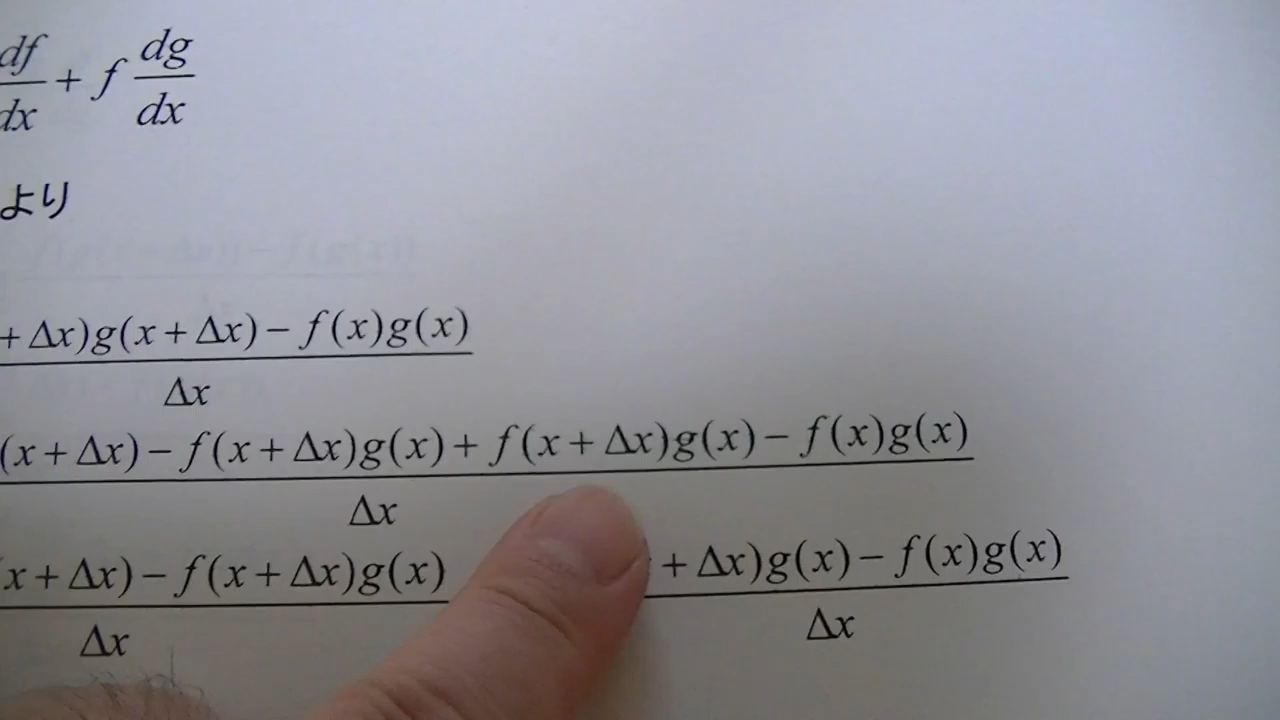 df/dx + f dg/dx
より
+ Δx)g(x + Δx) − f(x)g(x)
Δx
(x + Δx) − f(x + Δx)g(x) + f(x + Δx)g(x) − f(x)g(x)
Δx
x + Δx) − f(x + Δx)g(x) + Δx)g(x) − f(x)g(x)
Δx Δx